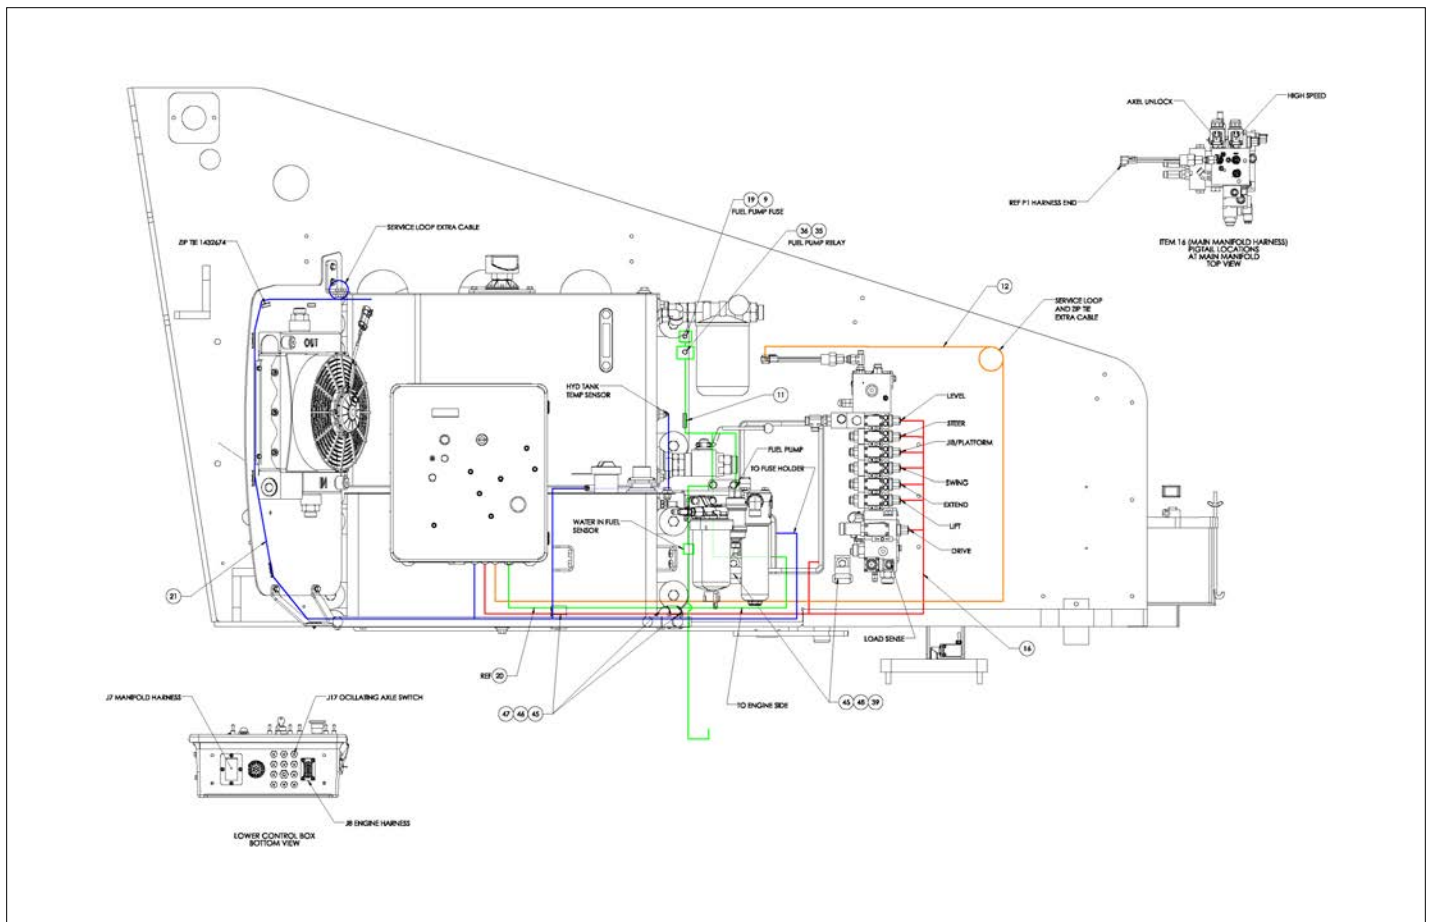 AXEL UNLOCK
HIGH SPEED
REF P1 HARNESS END
ITEM 16 (MAIN MANIFOLD HARNESS)
PIGTAIL LOCATIONS
AT MAIN MANIFOLD
TOP VIEW
19 9
FUEL PUMP FUSE
36 35
FUEL PUMP RELAY
SERVICE LOOP EXTRA CABLE
ZIP TIE 1432674
12
SERVICE LOOP
AND ZIP TIE
EXTRA CABLE
OUT
IN
HYD TANK
TEMP SENSOR
11
LEVEL
STEER
JIB/PLATFORM
SWING
EXTEND
LIFT
DRIVE
FUEL PUMP
TO FUSE HOLDER
WATER IN FUEL
SENSOR
21
LOAD SENSE
16
REF 20
47 46 45
TO ENGINE SIDE
45 48 39
J7 MANIFOLD HARNESS
J17 OCILLATING AXLE SWITCH
J8 ENGINE HARNESS
LOWER CONTROL BOX
BOTTOM VIEW